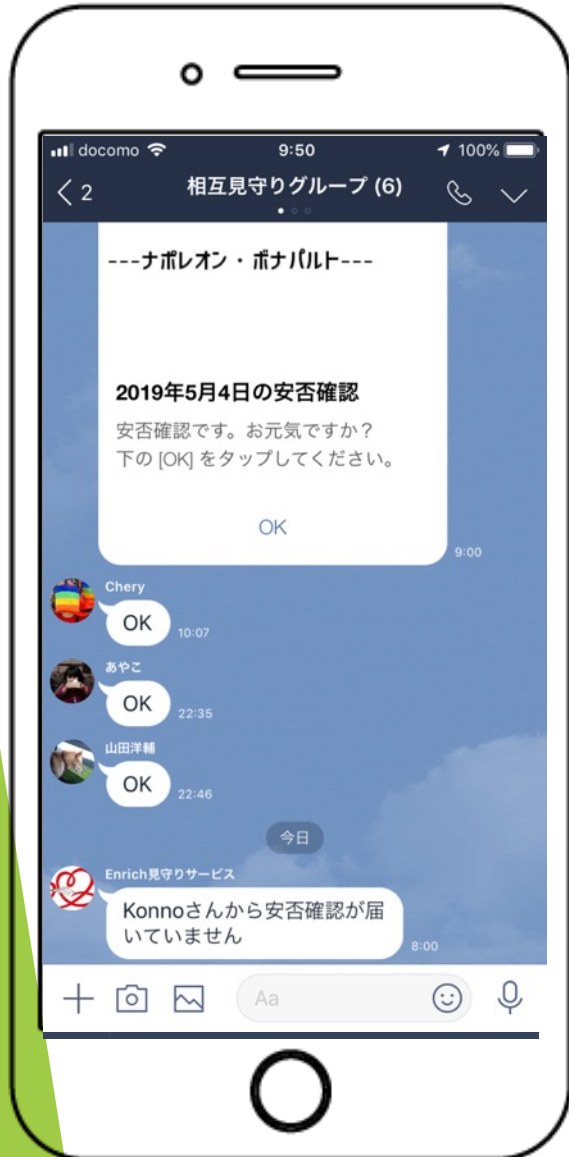 docomo 9:50 100%
2 相互見守りグループ (6)
---ナポレオン・ボナパルト---
2019年5月4日の安否確認
安否確認です。お元気ですか？
下の [OK] をタップしてください。
OK
9:00
Chery
OK
10:07
あやこ
OK
22:35
山田洋輔
OK
22:46
今日
Enrich見守りサービス
Konnoさんから安否確認が届
いていません
8:00
Aa